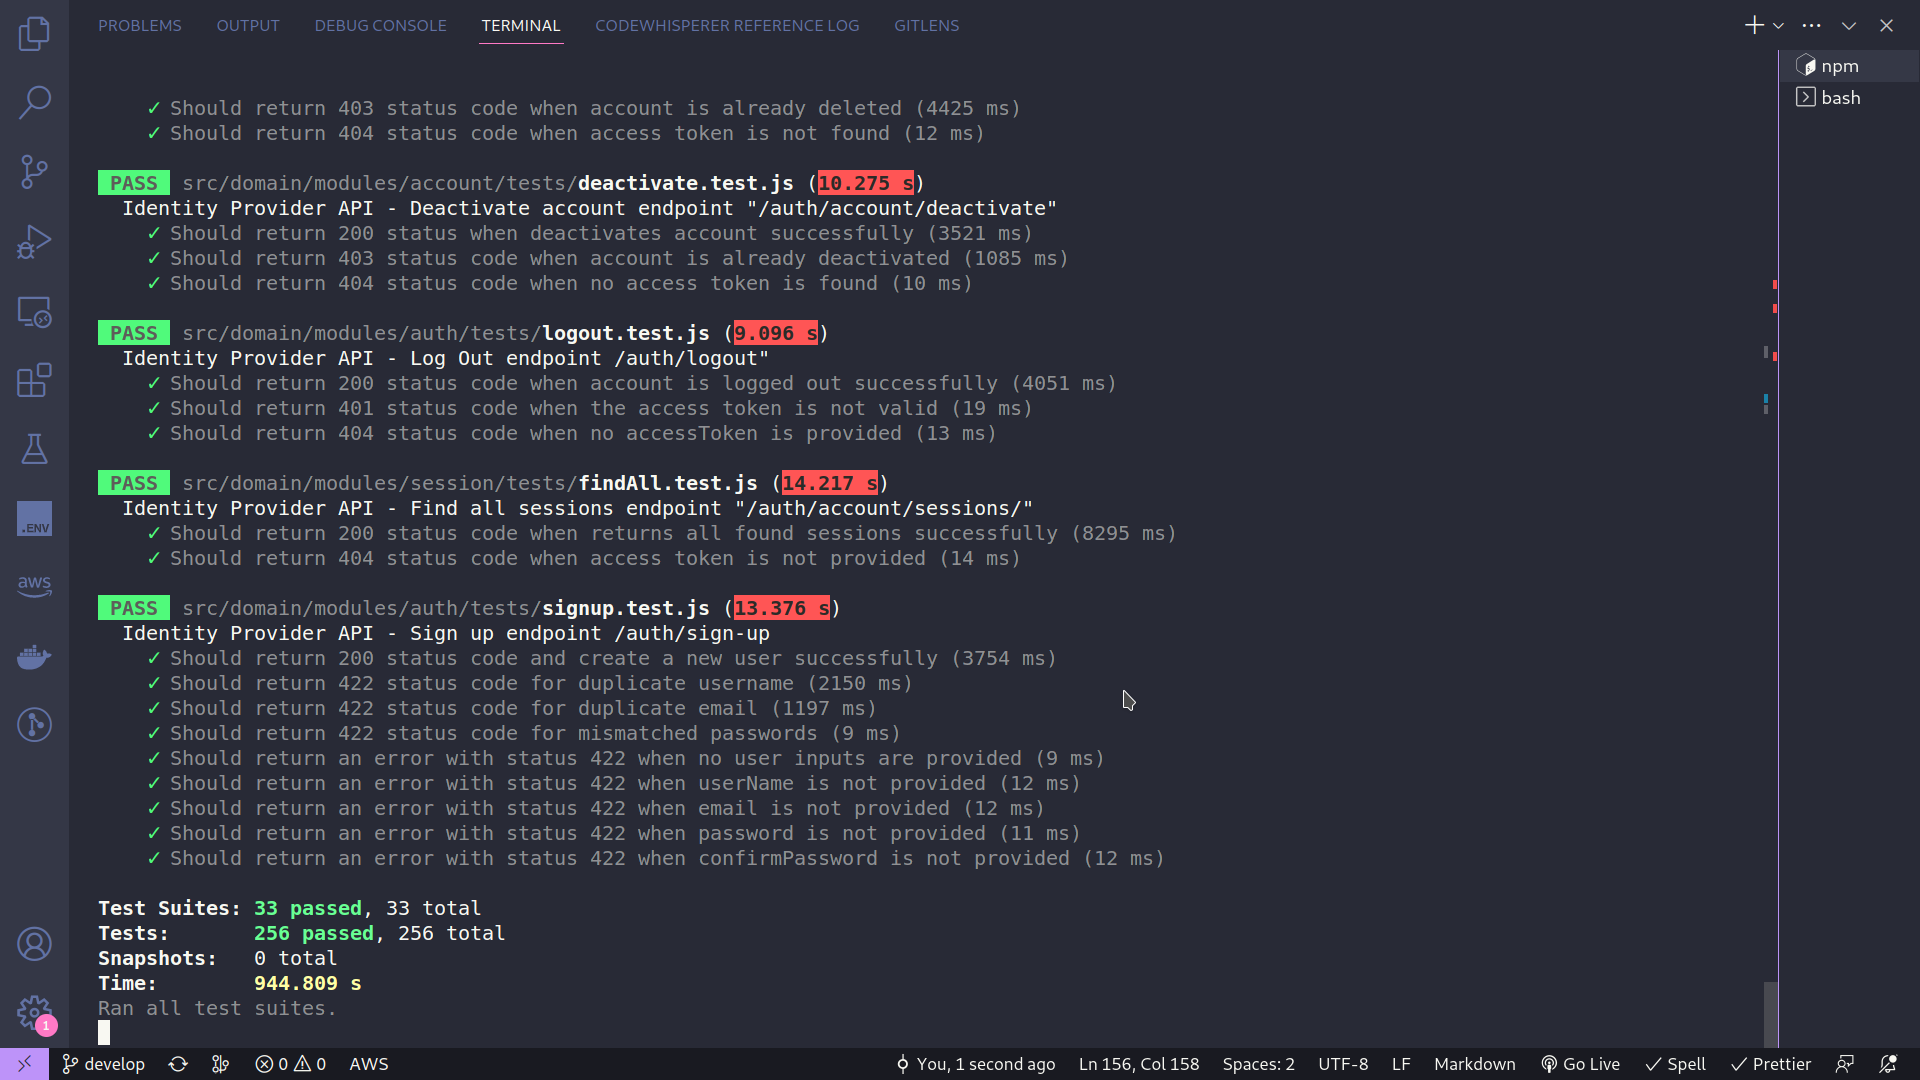 PROBLEMS OUTPUT DEBUG CONSOLE TERMINAL CODEWHISPERER REFERENCE LOG GITLENS
npm
bash
✓ Should return 403 status code when account is already deleted (4425 ms)
✓ Should return 404 status code when access token is not found (12 ms)
PASS src/domain/modules/account/tests/deactivate.test.js (10.275 s)
Identity Provider API - Deactivate account endpoint "/auth/account/deactivate"
✓ Should return 200 status when deactivates account successfully (3521 ms)
✓ Should return 403 status code when account is already deactivated (1085 ms)
✓ Should return 404 status code when no access token is found (10 ms)
PASS src/domain/modules/auth/tests/logout.test.js (9.096 s)
Identity Provider API - Log Out endpoint /auth/logout"
✓ Should return 200 status code when account is logged out successfully (4051 ms)
✓ Should return 401 status code when the access token is not valid (19 ms)
✓ Should return 404 status code when no accessToken is provided (13 ms)
PASS src/domain/modules/session/tests/findAll.test.js (14.217 s)
Identity Provider API - Find all sessions endpoint "/auth/account/sessions/"
✓ Should return 200 status code when returns all found sessions successfully (8295 ms)
✓ Should return 404 status code when access token is not provided (14 ms)
PASS src/domain/modules/auth/tests/signup.test.js (13.376 s)
Identity Provider API - Sign up endpoint /auth/sign-up
✓ Should return 200 status code and create a new user successfully (3754 ms)
✓ Should return 422 status code for duplicate username (2150 ms)
✓ Should return 422 status code for duplicate email (1197 ms)
✓ Should return 422 status code for mismatched passwords (9 ms)
✓ Should return an error with status 422 when no user inputs are provided (9 ms)
✓ Should return an error with status 422 when userName is not provided (12 ms)
✓ Should return an error with status 422 when email is not provided (12 ms)
✓ Should return an error with status 422 when password is not provided (11 ms)
✓ Should return an error with status 422 when confirmPassword is not provided (12 ms)
Test Suites: 33 passed, 33 total
Tests: 256 passed, 256 total
Snapshots: 0 total
Time: 944.809 s
Ran all test suites.
.ENV
aws
1
develop 0 0 AWS You, 1 second ago Ln 156, Col 158 Spaces: 2 UTF-8 LF Markdown Go Live Spell Prettier